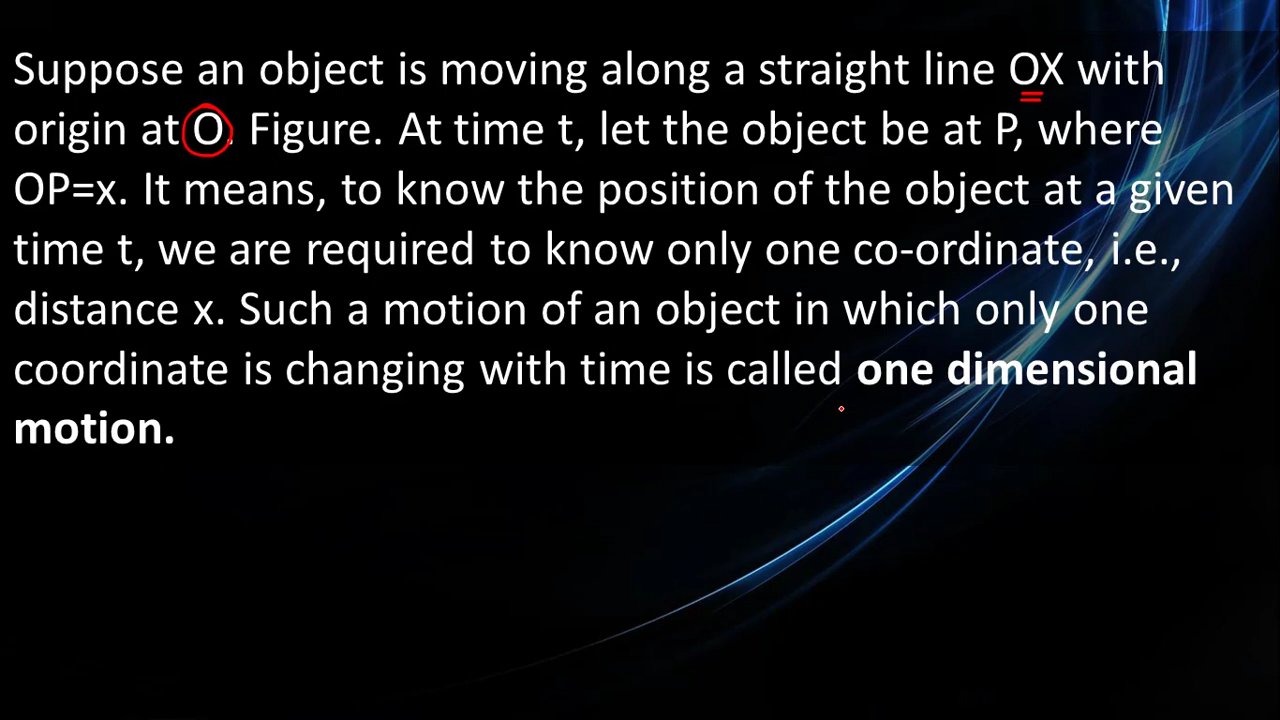 Suppose an object is moving along a straight line OX with
origin at O. Figure. At time t, let the object be at P, where
OP=x. It means, to know the position of the object at a given
time t, we are required to know only one co-ordinate, i.e.,
distance x. Such a motion of an object in which only one
coordinate is changing with time is called one dimensional
motion.